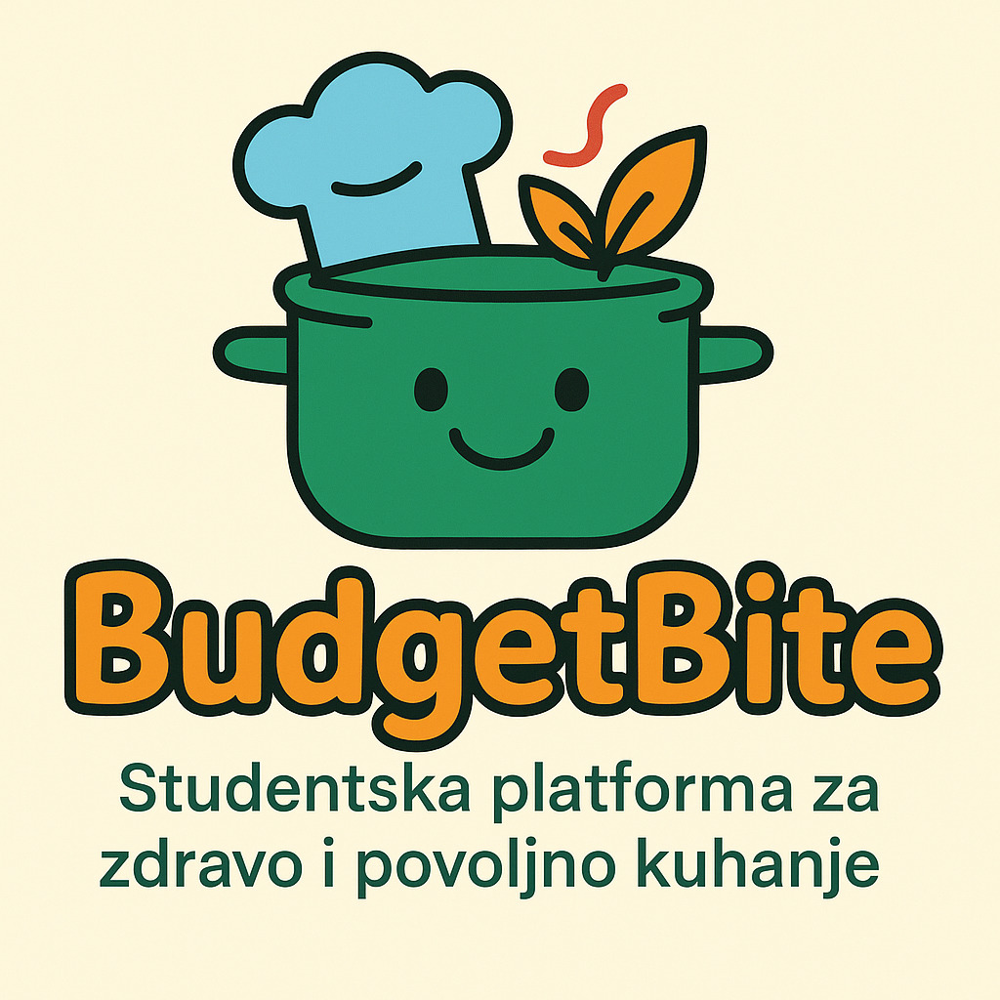 BudgetBite
Studentska platforma za
zdravo i povoljno kuhanje